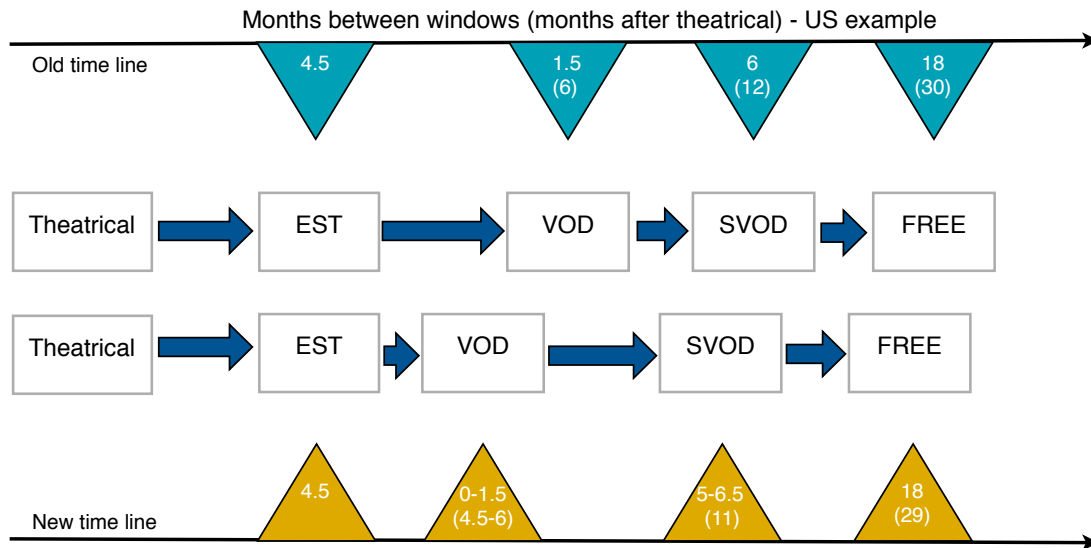 Months between windows (months after theatrical) - US example
Old time line
4.5
1.5
(6)
6
(12)
18
(30)
Theatrical
EST
VOD
SVOD
FREE
Theatrical
EST
VOD
SVOD
FREE
4.5
0-1.5
(4.5-6)
5-6.5
(11)
18
(29)
New time line